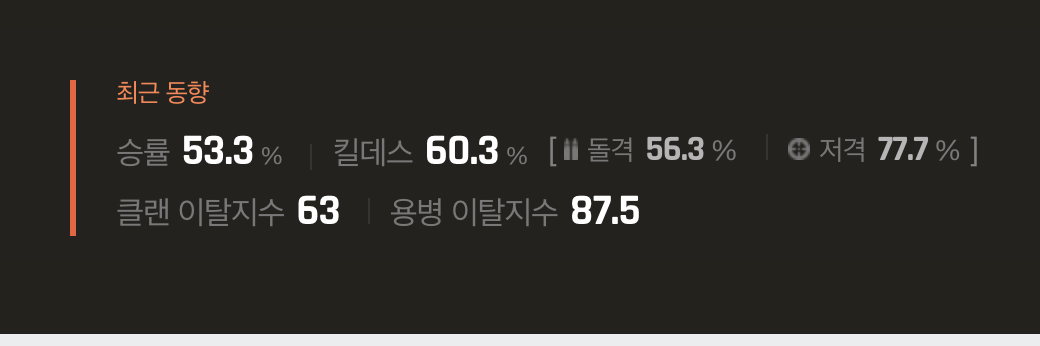 최근 동향
승률 53.3 % | 킬데스 60.3 % [ 돌격 56.3 % | 저격 77.7 % ]
클랜 이탈지수 63 | 용병 이탈지수 87.5